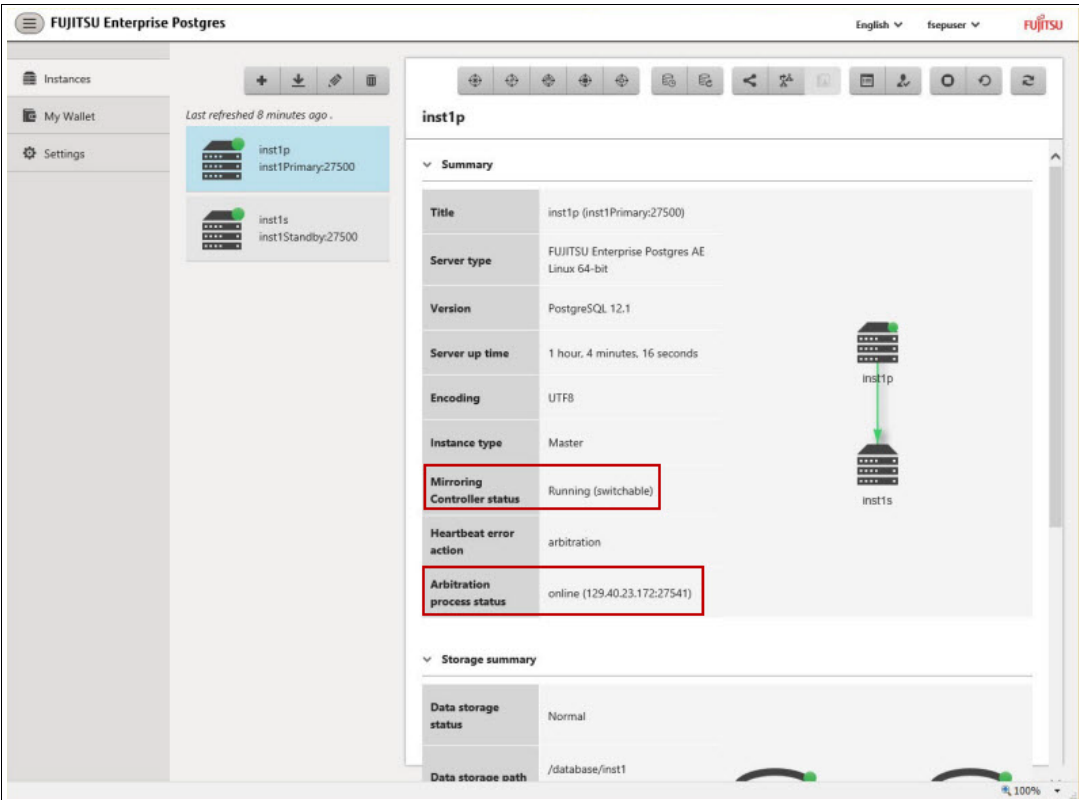 FUJITSU Enterprise Postgres
English
fsepuser
FUJITSU
Instances
My Wallet
Settings
Last refreshed 8 minutes ago .
inst1p
inst1Primary:27500
inst1s
inst1Standby:27500
inst1p
Summary
Title
inst1p (inst1Primary:27500)
Server type
FUJITSU Enterprise Postgres AE
Linux 64-bit
Version
PostgreSQL 12.1
Server up time
1 hour, 4 minutes, 16 seconds
Encoding
UTF8
Instance type
Master
Mirroring
Controller status
Running (switchable)
Heartbeat error
action
arbitration
Arbitration
process status
online (129.40.23.172:27541)
inst1p
inst1s
Storage summary
Data storage
status
Normal
Data storage path
/database/inst1
100%